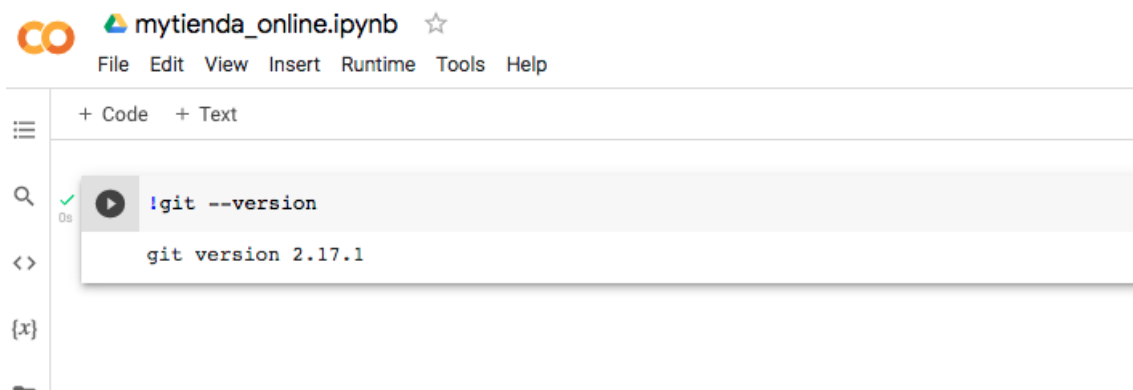 mytienda_online.ipynb
File Edit View Insert Runtime Tools Help
+ Code + Text
!git --version
0s
git version 2.17.1
{x}